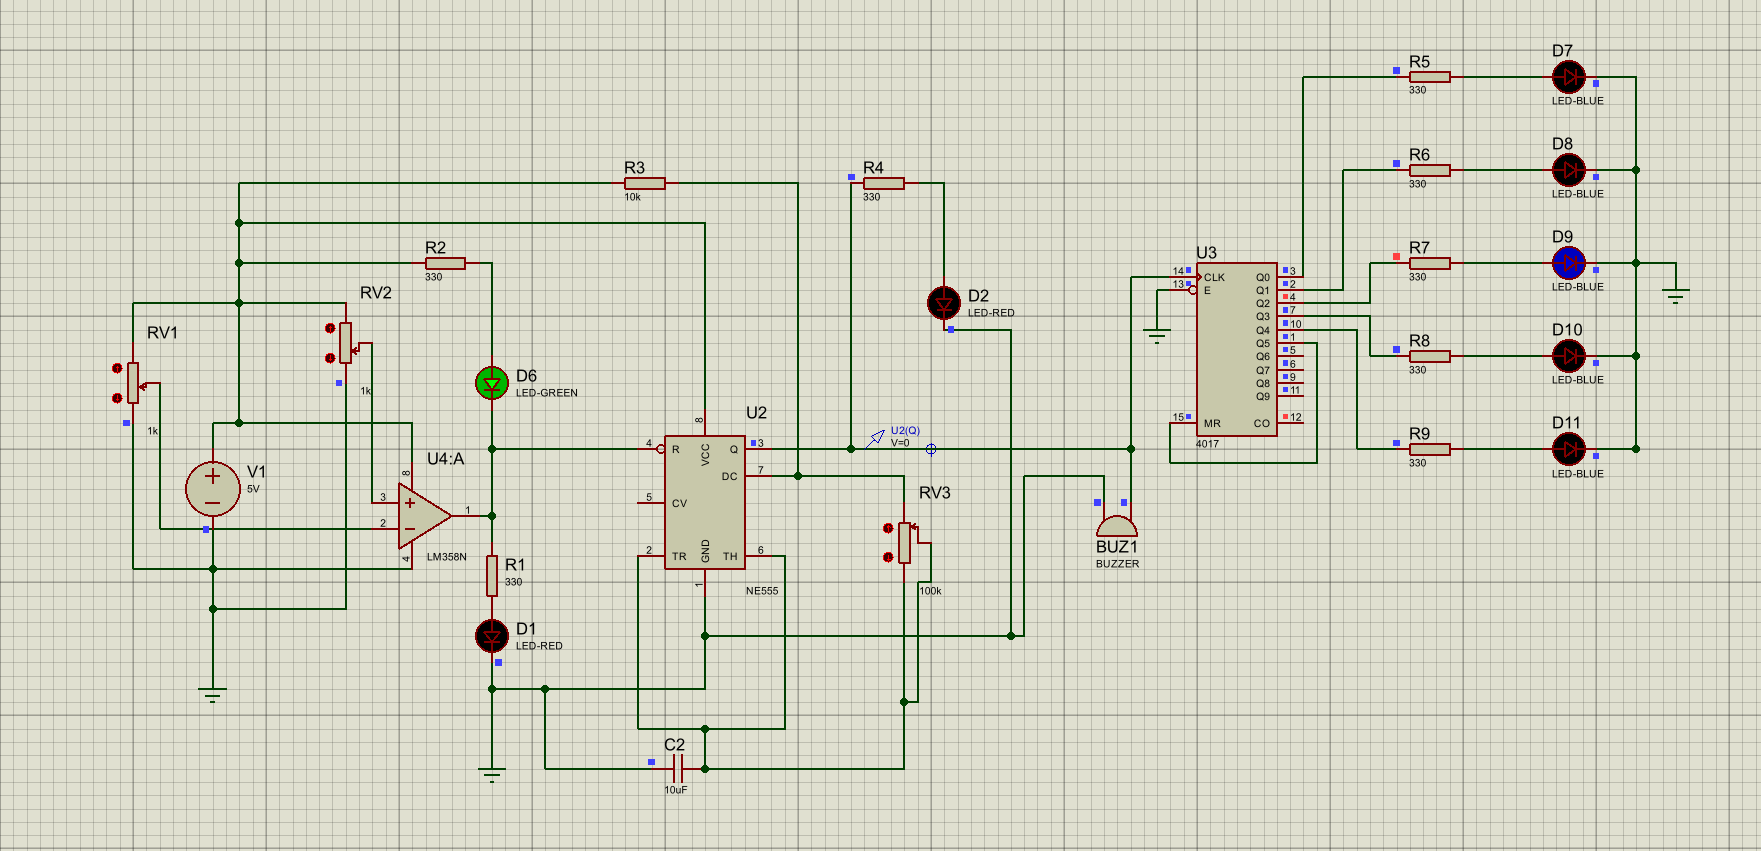 D7
R5
330
LED-BLUE
D8
R6
330
LED-BLUE
R3
10k
R4
330
D9
R7
330
LED-BLUE
R2
330
RV2
1k
RV1
1k
D6
LED-GREEN
D2
LED-RED
U3
14
CLK
13
E
Q0
3
Q1
2
Q2
4
Q3
7
Q4
10
Q5
1
Q6
5
Q7
6
Q8
9
Q9
11
15
MR
CO
12
4017
D10
R8
330
LED-BLUE
D11
R9
330
LED-BLUE
U2
8
4
R
VCC
Q
3
DC
7
5
CV
2
TR
GND
TH
6
1
NE555
U2(Q)
V=0
V1
5V
U4:A
8
3
2
1
4
LM358N
RV3
100k
BUZ1
BUZZER
R1
330
D1
LED-RED
C2
10uF